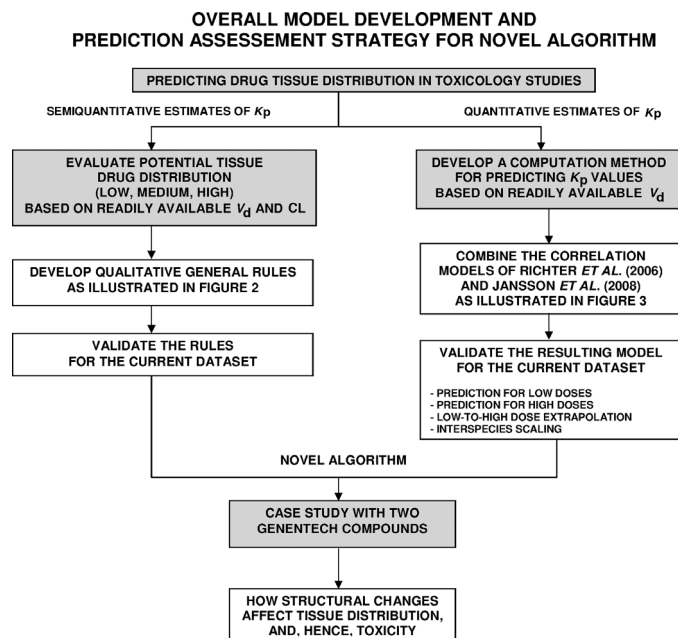 OVERALL MODEL DEVELOPMENT AND
PREDICTION ASSESSEMENT STRATEGY FOR NOVEL ALGORITHM
PREDICTING DRUG TISSUE DISTRIBUTION IN TOXICOLOGY STUDIES
SEMIQUANTITATIVE ESTIMATES OF Kp
QUANTITATIVE ESTIMATES OF Kp
EVALUATE POTENTIAL TISSUE
DRUG DISTRIBUTION
(LOW, MEDIUM, HIGH)
BASED ON READILY AVAILABLE Vd AND CL
DEVELOP A COMPUTATION METHOD
FOR PREDICTING Kp VALUES
BASED ON READILY AVAILABLE Vd
DEVELOP QUALITATIVE GENERAL RULES
AS ILLUSTRATED IN FIGURE 2
COMBINE THE CORRELATION
MODELS OF RICHTER ET AL. (2006)
AND JANSSON ET AL. (2008)
AS ILLUSTRATED IN FIGURE 3
VALIDATE THE RULES
FOR THE CURRENT DATASET
VALIDATE THE RESULTING MODEL
FOR THE CURRENT DATASET
- PREDICTION FOR LOW DOSES
- PREDICTION FOR HIGH DOSES
- LOW-TO-HIGH DOSE EXTRAPOLATION
- INTERSPECIES SCALING
NOVEL ALGORITHM
CASE STUDY WITH TWO
GENENTECH COMPOUNDS
HOW STRUCTURAL CHANGES
AFFECT TISSUE DISTRIBUTION,
AND, HENCE, TOXICITY